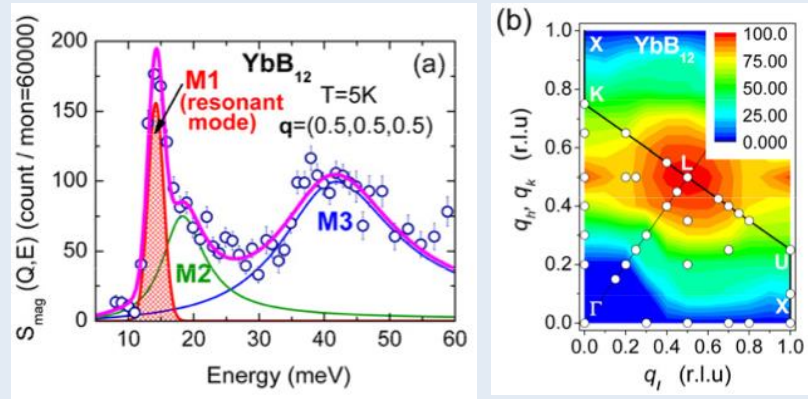 200
150
100
50
0
S_mag (Q,E) (count / mon=60000)
YbB₁₂
(a)
M1
(resonant
mode)
T=5K
q=(0.5,0.5,0.5)
M2
M3
10
20
30
40
50
60
Energy (meV)
(b)
1.0
0.8
0.6
0.4
0.2
0.0
q_h, q_k (r.l.u)
X
YbB₁₂
100.0
75.00
50.00
25.00
0.000
K
L
U
Γ
X
0.0
0.2
0.4
0.6
0.8
1.0
q_l (r.l.u)